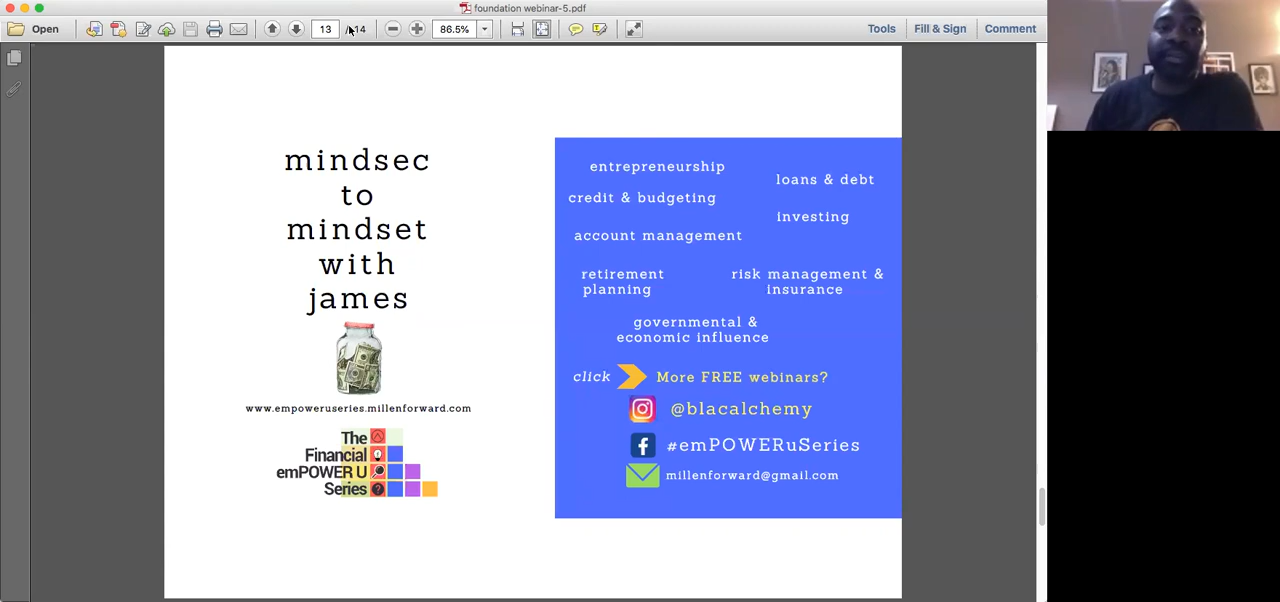 foundation webinar-5.pdf
Open
13
/ 14
86.5%
Tools
Fill & Sign
Comment
mindsec
to
mindset
with
james
www.empoweruseries.millenforward.com
The
Financial
emPOWER U
Series
entrepreneurship
loans & debt
credit & budgeting
investing
account management
retirement
planning
risk management &
insurance
governmental &
economic influence
click
More FREE webinars?
@blacalchemy
#emPOWERuSeries
millenforward@gmail.com